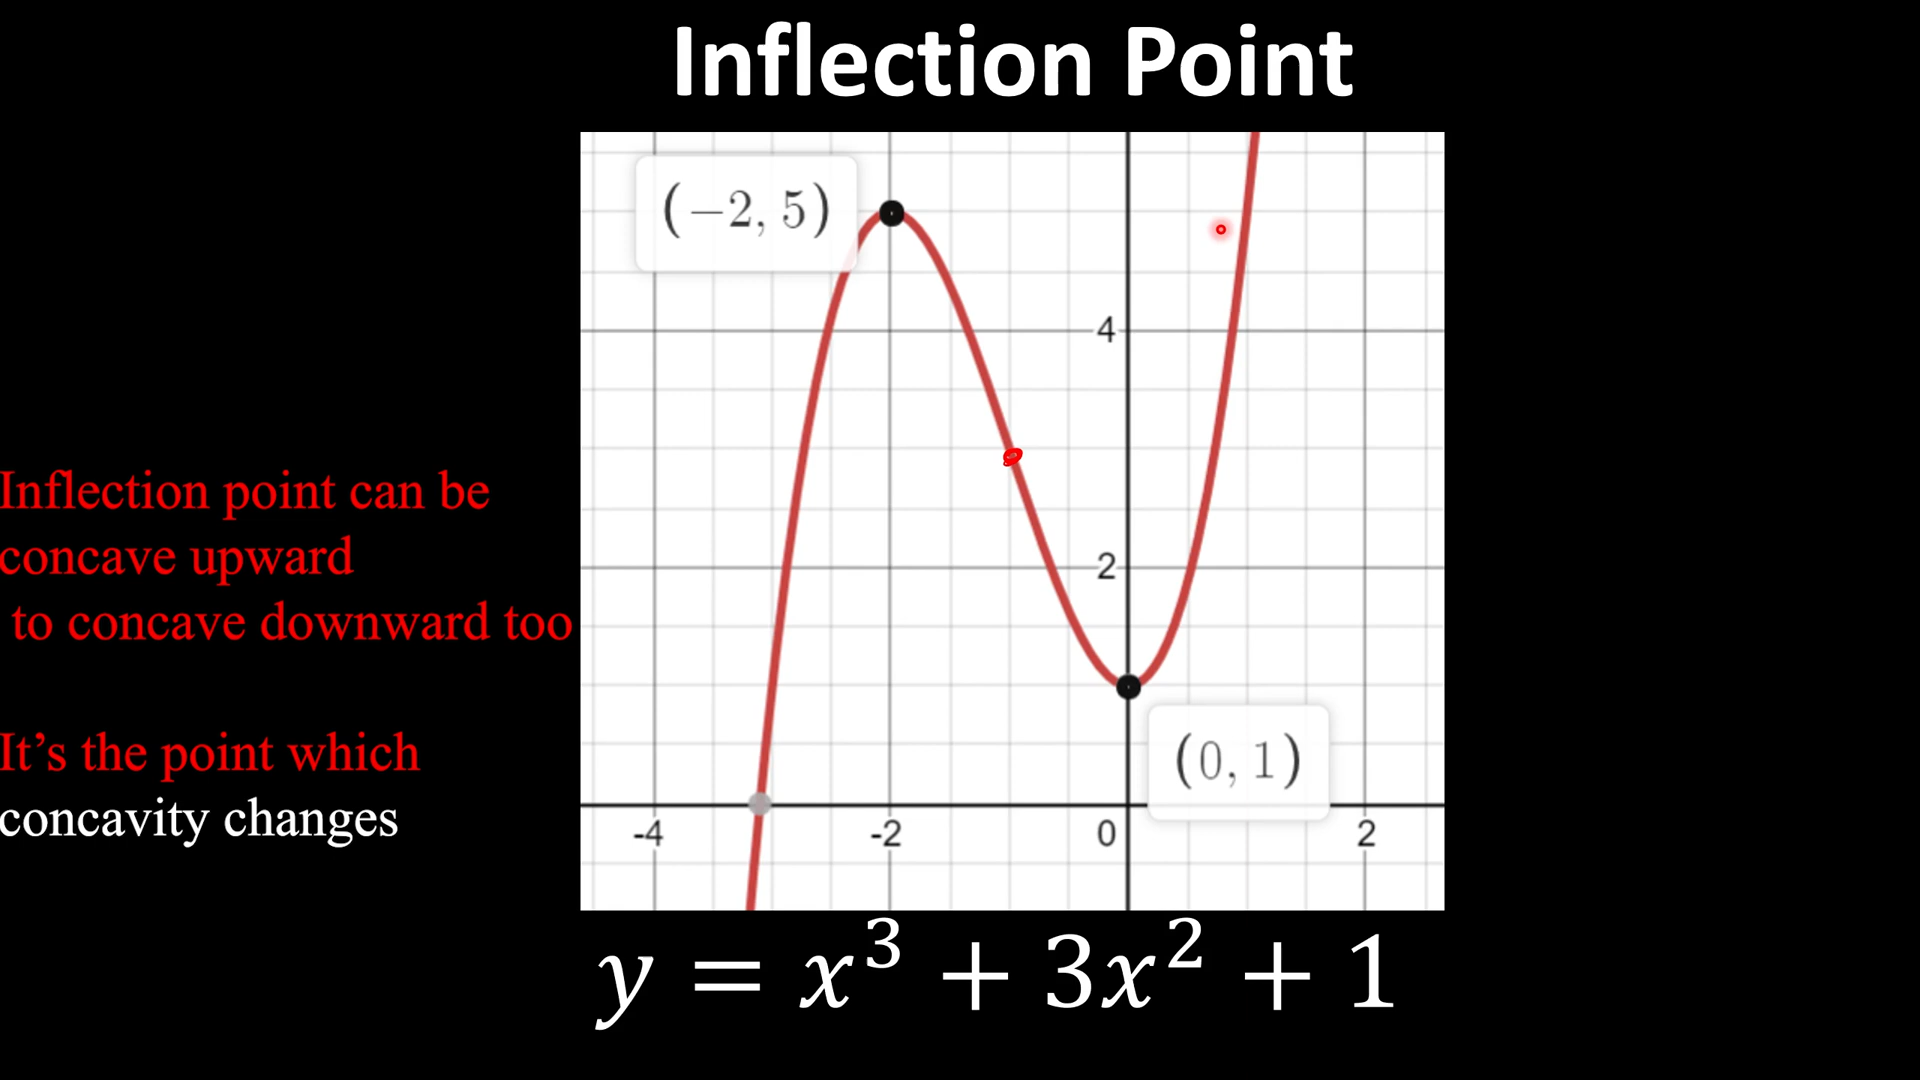 Inflection Point
(−2, 5)
4
Inflection point can be
concave upward
2
to concave downward too
It’s the point which
(0, 1)
concavity changes
-4 -2 0 2
y = x³ + 3x² + 1